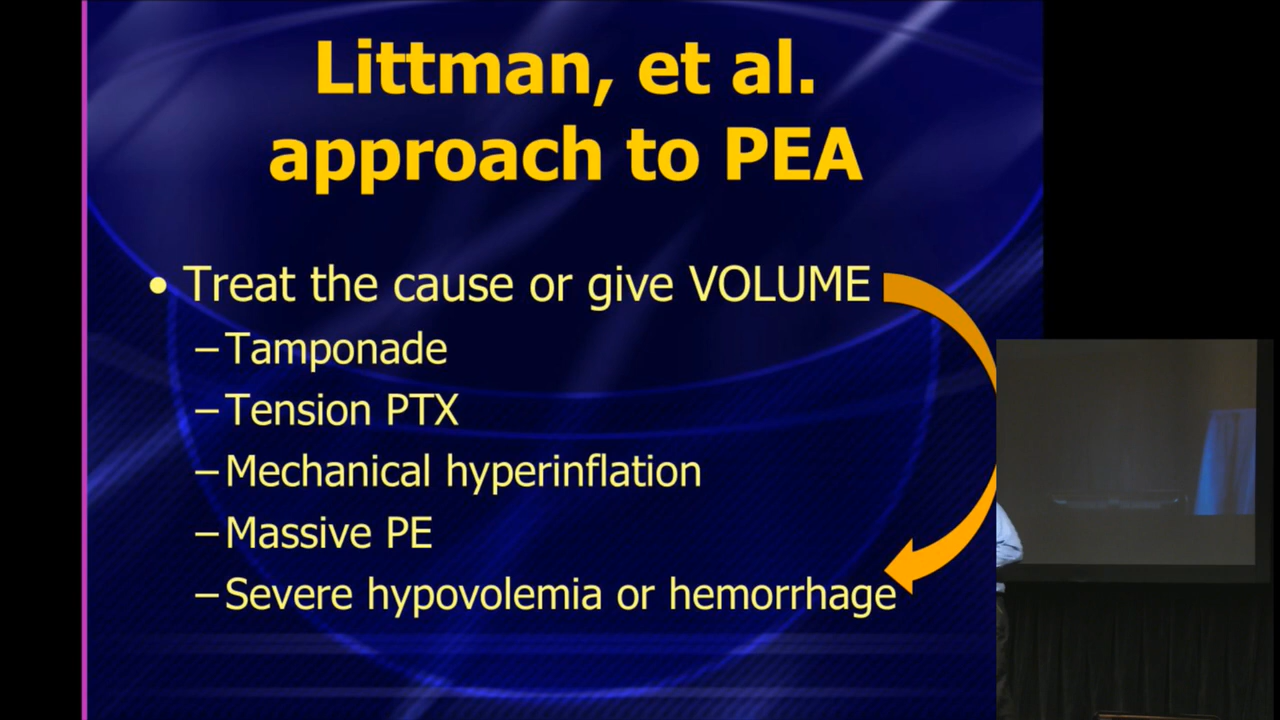 Littman, et al.
approach to PEA
• Treat the cause or give VOLUME
– Tamponade
– Tension PTX
– Mechanical hyperinflation
– Massive PE
– Severe hypovolemia or hemorrhage